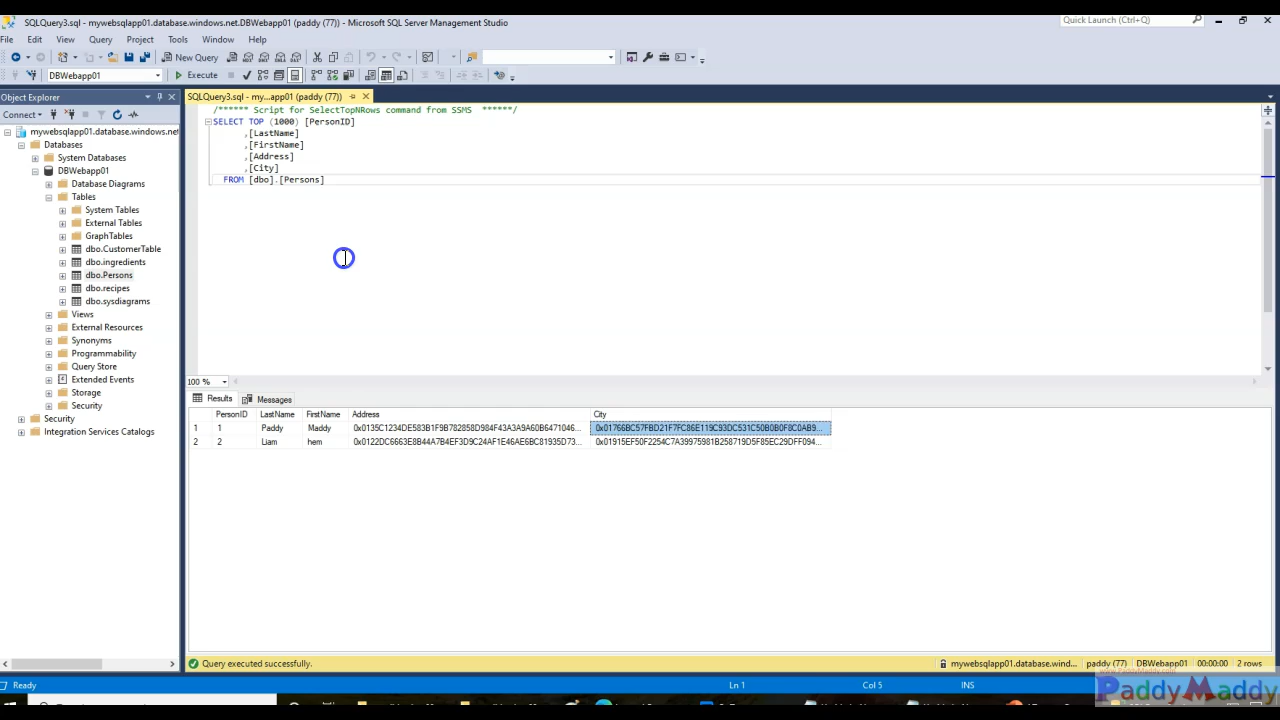 SQLQuery3.sql - mywebsqlapp01.database.windows.net.DBWebapp01 (paddy (77)) - Microsoft SQL Server Management Studio
Quick Launch (Ctrl+Q)
File Edit View Query Project Tools Window Help
New Query
DBWebapp01 Execute
Object Explorer
SQLQuery3.sql - my...app01 (paddy (77))
Connect
mywebsqlapp01.database.windows.net
Databases
System Databases
DBWebapp01
Database Diagrams
Tables
System Tables
External Tables
GraphTables
dbo.CustomerTable
dbo.ingredients
dbo.Persons
dbo.recipes
dbo.sysdiagrams
Views
External Resources
Synonyms
Programmability
Query Store
Extended Events
Storage
Security
Security
Integration Services Catalogs
/****** Script for SelectTopNRows command from SSMS ******/
SELECT TOP (1000) [PersonID]
,[LastName]
,[FirstName]
,[Address]
,[City]
FROM [dbo].[Persons]
100 %
Results Messages
PersonID LastName FirstName Address City
1 1 Paddy Maddy 0x0135C1234DE583B1F9B782858D984F43A3A9A60B6471046... 0x01766BC57FBD21F7FC86E119C93DC531C50B0B0F8C0AB9...
2 2 Liam hem 0x0122DC6663E8B44A7B4EF3D9C24AF1E46AE6BC81935D73... 0x01915EF50F2254C7A39975981B258719D5F85EC29DFF094...
Query executed successfully.
mywebsqlapp01.database.wind... paddy (77) DBWebapp01 00:00:00 2 rows
www.PaddyMaddy.com
Ready Ln 1 Col 5 INS
PaddyMaddy